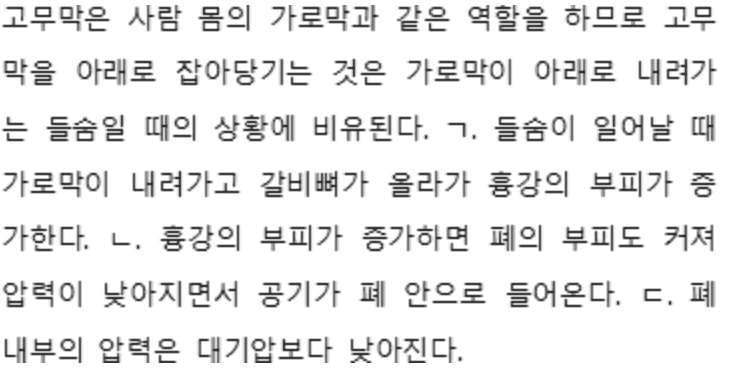 고무막은 사람 몸의 가로막과 같은 역할을 하므로 고무
막을 아래로 잡아당기는 것은 가로막이 아래로 내려가
는 들숨일 때의 상황에 비유된다. ㄱ. 들숨이 일어날 때
가로막이 내려가고 갈비뼈가 올라가 흉강의 부피가 증
가한다. ㄴ. 흉강의 부피가 증가하면 폐의 부피도 커져
압력이 낮아지면서 공기가 폐 안으로 들어온다. ㄷ. 폐
내부의 압력은 대기압보다 낮아진다.